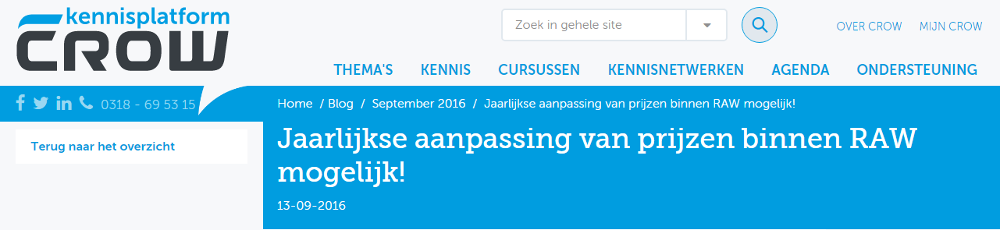 kennisplatform
CROW
Zoek in gehele site
OVER CROW MIJN CROW
THEMA'S KENNIS CURSUSSEN KENNISNETWERKEN AGENDA ONDERSTEUNING
0318 - 69 53 15
Home / Blog / September 2016 / Jaarlijkse aanpassing van prijzen binnen RAW mogelijk!
Terug naar het overzicht
Jaarlijkse aanpassing van prijzen binnen RAW
mogelijk!
13-09-2016